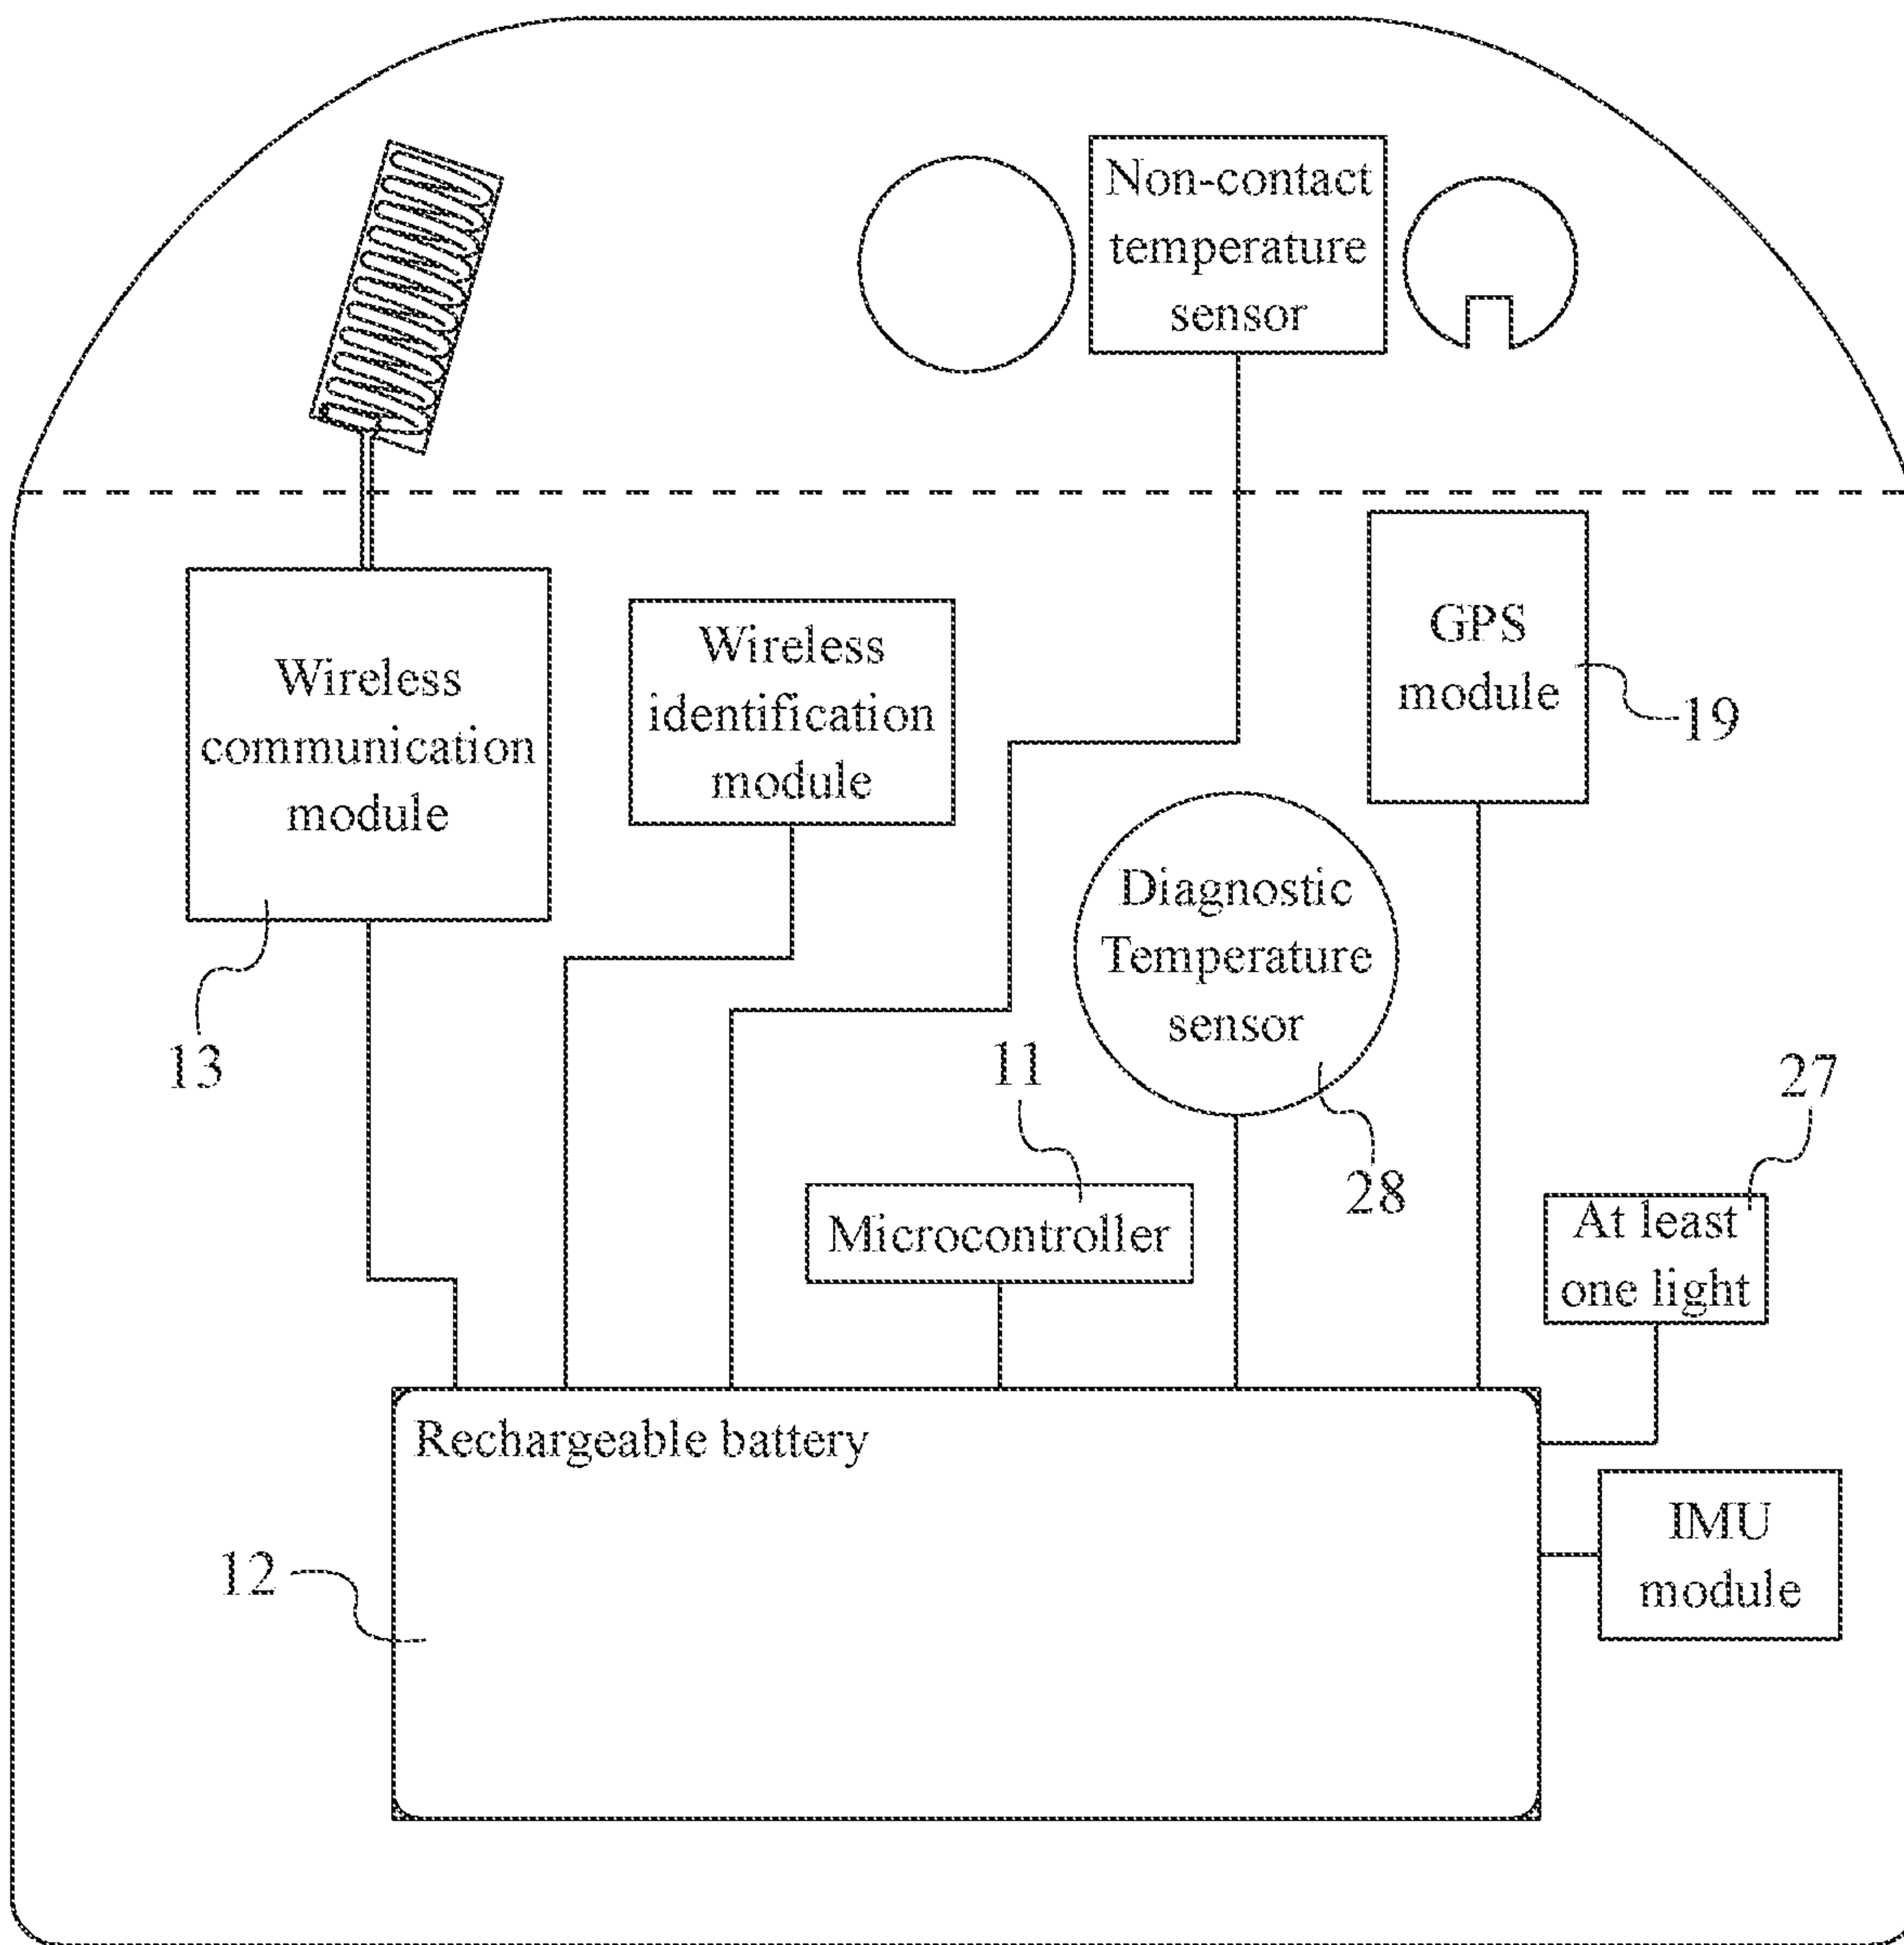 Non-contact
temperature
sensor
GPS
module
19
Wireless
identification
module
Wireless
communication
module
13
Diagnostic
Temperature
sensor
28
11
Microcontroller
27
At least
one light
Rechargeable battery
12
IMU
module